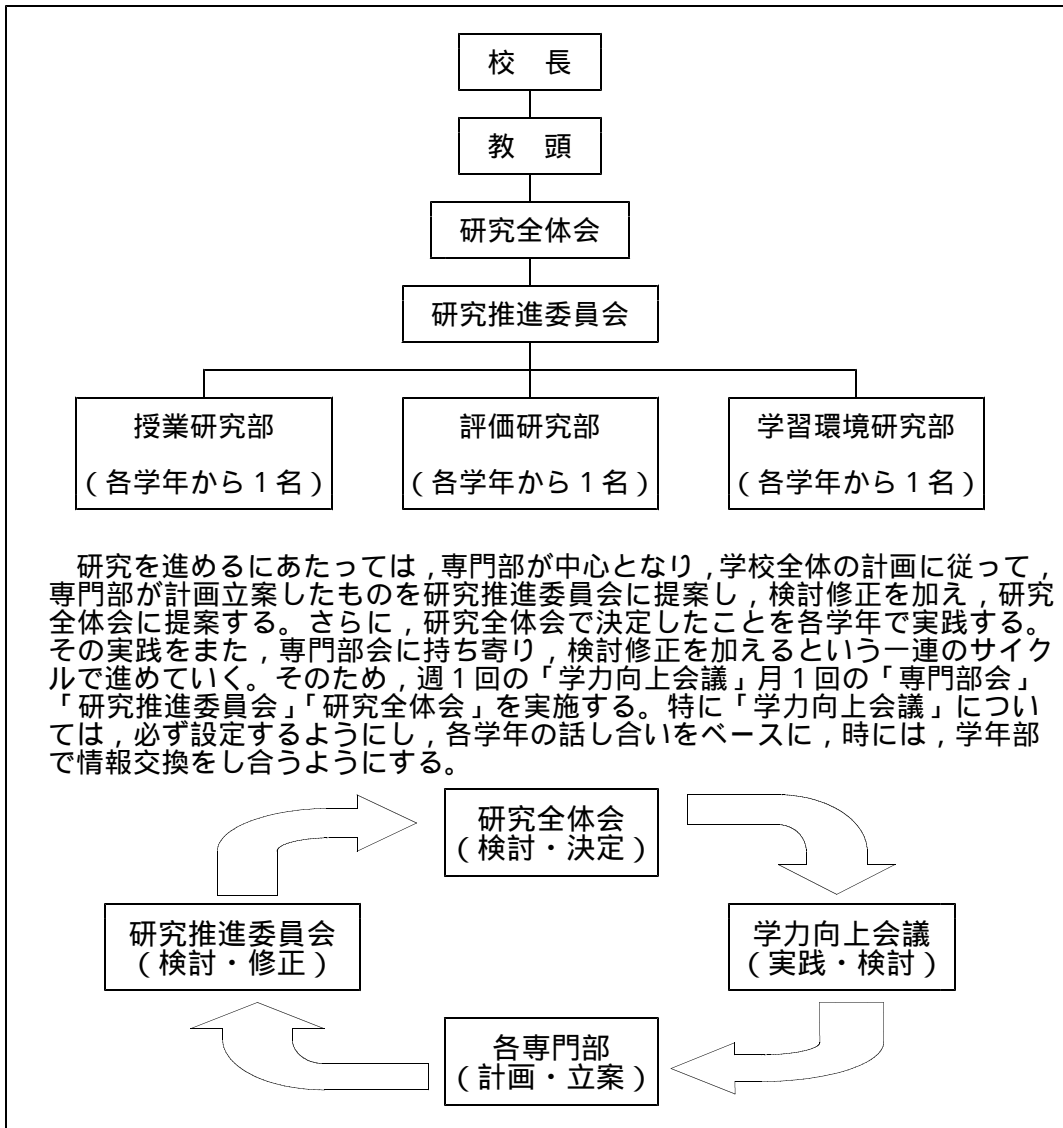 校　長
教　頭
研究全体会
研究推進委員会
授業研究部
（各学年から１名）
評価研究部
（各学年から１名）
学習環境研究部
（各学年から１名）
　研究を進めるにあたっては，専門部が中心となり，学校全体の計画に従って，
専門部が計画立案したものを研究推進委員会に提案し，検討修正を加え，研究
全体会に提案する。さらに，研究全体会で決定したことを各学年で実践する。
その実践をまた，専門部会に持ち寄り，検討修正を加えるという一連のサイク
ルで進めていく。そのため，週１回の「学力向上会議」月１回の「専門部会」
「研究推進委員会」「研究全体会」を実施する。特に「学力向上会議」につい
ては，必ず設定するようにし，各学年の話し合いをベースに，時には，学年部
で情報交換をし合うようにする。
研究全体会
（検討・決定）
研究推進委員会
（検討・修正）
学力向上会議
（実践・検討）
各専門部
（計画・立案）